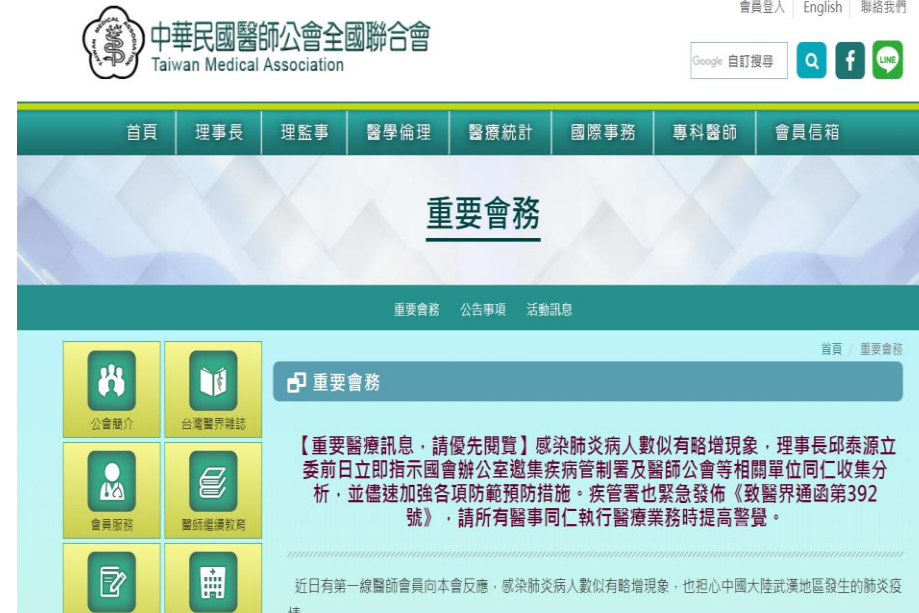 會員登入 English 聯絡我們
中華民國醫師公會全國聯合會
Taiwan Medical Association
Google 自訂搜尋
f
LINE
首頁 理事長 理監事 醫學倫理 醫療統計 國際事務 專科醫師 會員信箱
重要會務
重要會務 公告事項 活動訊息
首頁 / 重要會務
公會簡介 台灣醫界雜誌
會員服務 醫師繼續教育
重要會務
【重要醫療訊息，請優先閱覽】感染肺炎病人數似有略增現象，理事長邱泰源立
委前日立即指示國會辦公室邀集疾病管制署及醫師公會等相關單位同仁收集分
析，並儘速加強各項防範預防措施。疾管署也緊急發佈《致醫界通函第392
號》，請所有醫事同仁執行醫療業務時提高警覺。
近日有第一線醫師會員向本會反應，感染肺炎病人數似有略增現象，也担心中國大陸武漢地區發生的肺炎疫